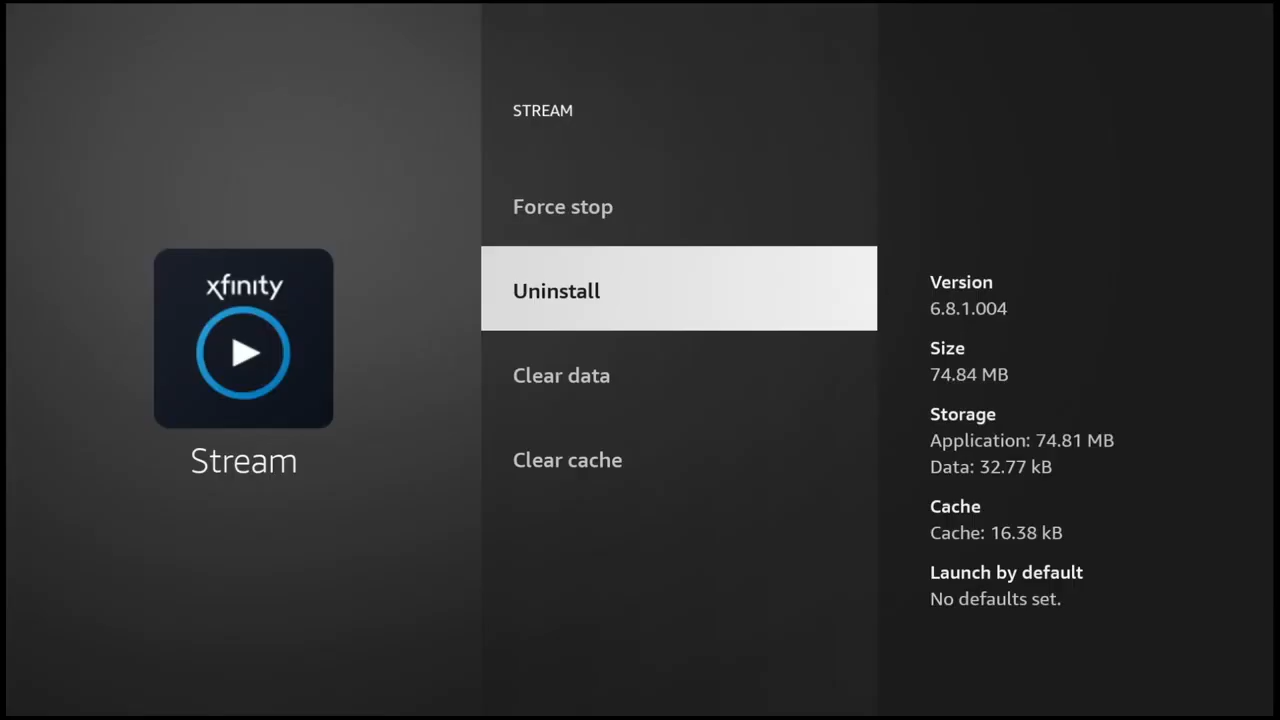 xfinity
Stream
STREAM
Force stop
Uninstall
Clear data
Clear cache
Version
6.8.1.004
Size
74.84 MB
Storage
Application: 74.81 MB
Data: 32.77 kB
Cache
Cache: 16.38 kB
Launch by default
No defaults set.